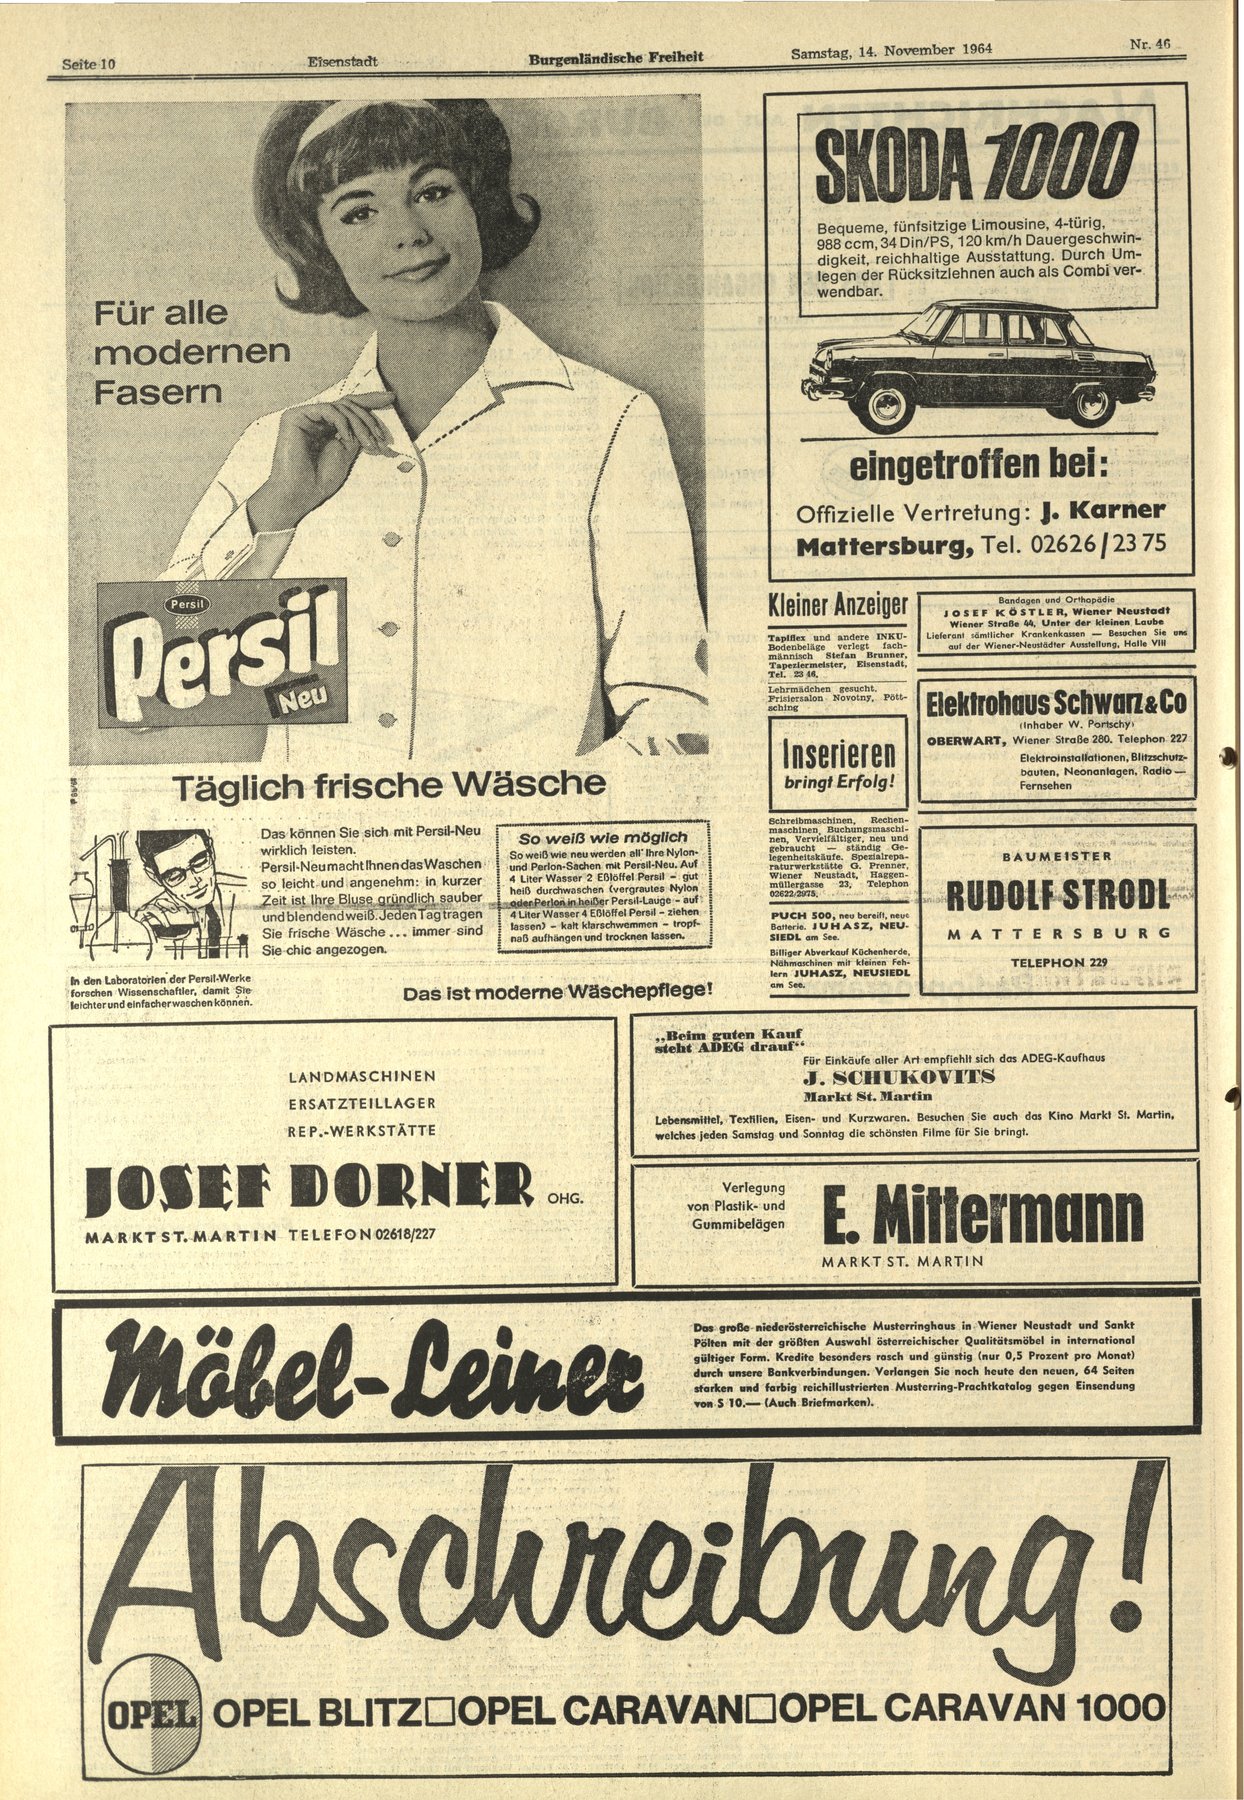 Seite 10
Eisenstadt
Burgenländische Freiheit
Samstag, 14. November 1964
Nr. 46
Für alle
modernen
Fasern
Persil
Persil
Neu
Täglich frische Wäsche
Das können Sie sich mit Persil-Neu
wirklich leisten.
Persil-Neu macht Ihnen das Waschen
so leicht und angenehm: in kurzer
Zeit ist Ihre Bluse gründlich sauber
und blendend weiß. Jeden Tag tragen
Sie frische Wäsche ... immer sind
Sie chic angezogen.
So weiß wie möglich
So weiß wie neu werden all' Ihre Nylon-
und Perlon-Sachen mit Persil-Neu. Auf
4 Liter Wasser 2 Eßlöffel Persil – gut
heiß durchwaschen (vergrautes Nylon
oder Perlon in heißer Persil-Lauge – auf
4 Liter Wasser 4 Eßlöffel Persil – ziehen
lassen) – kalt klarschwemmen – tropf-
naß aufhängen und trocknen lassen.
In den Laboratorien der Persil-Werke
forschen Wissenschaftler, damit Sie
leichter und einfacher waschen können.
Das ist moderne Wäschepflege!
SKODA 1000
Bequeme, fünfsitzige Limousine, 4-türig,
988 ccm, 34 Din/PS, 120 km/h Dauergeschwin-
digkeit, reichhaltige Ausstattung. Durch Um-
legen der Rücksitzlehnen auch als Combi ver-
wendbar.
eingetroffen bei:
Offizielle Vertretung: J. Karner
Mattersburg, Tel. 02626/23 75
Kleiner Anzeiger
Tapiflex und andere INKU-
Bodenbeläge verlegt fach-
männisch Stefan Brunner,
Tapezierermeister, Eisenstadt,
Tel. 23 46.
Lehrmädchen gesucht.
Frisiersalon Novotny, Pött-
sching
Inserieren
bringt Erfolg!
Schreibmaschinen, Rechen-
maschinen, Buchungsmaschi-
nen, Vervielfältiger, neu und
gebraucht — ständig Ge-
legenheitskäufe. Spezialrepa-
raturwerkstätte G. Prenner,
Wiener Neustadt, Haggen-
müllergasse 23, Telephon
02622/2975.
PUCH 500, neu bereift, neue
Batterie. JUHASZ, NEU-
SIEDL am See.
Billiger Abverkauf Küchenherde,
Nähmaschinen mit kleinen Feh-
lern JUHASZ, NEUSIEDL
am See.
Bandagen und Orthopädie
JOSEF KÖSTLER, Wiener Neustadt
Wiener Straße 44, Unter der kleinen Laube
Lieferant sämtlicher Krankenkassen — Besuchen Sie uns
auf der Wiener-Neustädter Ausstellung, Halle VIII
Elektrohaus Schwarz & Co
(Inhaber W. Portschy)
OBERWART, Wiener Straße 280. Telephon 227
Elektroinstallationen, Blitzschutz-
bauten, Neonanlagen, Radio —
Fernsehen
BAUMEISTER
RUDOLF STRODL
MATTERSBURG
TELEPHON 229
LANDMASCHINEN
ERSATZTEILLAGER
REP.-WERKSTÄTTE
JOSEF DORNER OHG.
MARKT ST. MARTIN TELEFON 02618/227
„Beim guten Kauf
steht ADEG drauf“
Für Einkäufe aller Art empfiehlt sich das ADEG-Kaufhaus
J. SCHUKOVITS
Markt St. Martin
Lebensmittel, Textilien, Eisen- und Kurzwaren. Besuchen Sie auch das Kino Markt St. Martin,
welches jeden Samstag und Sonntag die schönsten Filme für Sie bringt.
Verlegung
von Plastik- und
Gummibelägen
E. Mittermann
MARKT ST. MARTIN
Möbel-Leiner
Das große niederösterreichische Musterringhaus in Wiener Neustadt und Sankt
Pölten mit der größten Auswahl österreichischer Qualitätsmöbel in international
gültiger Form. Kredite besonders rasch und günstig (nur 0,5 Prozent pro Monat)
durch unsere Bankverbindungen. Verlangen Sie noch heute den neuen, 64 Seiten
starken und farbig reichillustrierten Musterring-Prachtkatalog gegen Einsendung
von S 10.— (Auch Briefmarken).
Abschreibung!
OPEL
OPEL BLITZ□OPEL CARAVAN□OPEL CARAVAN 1000